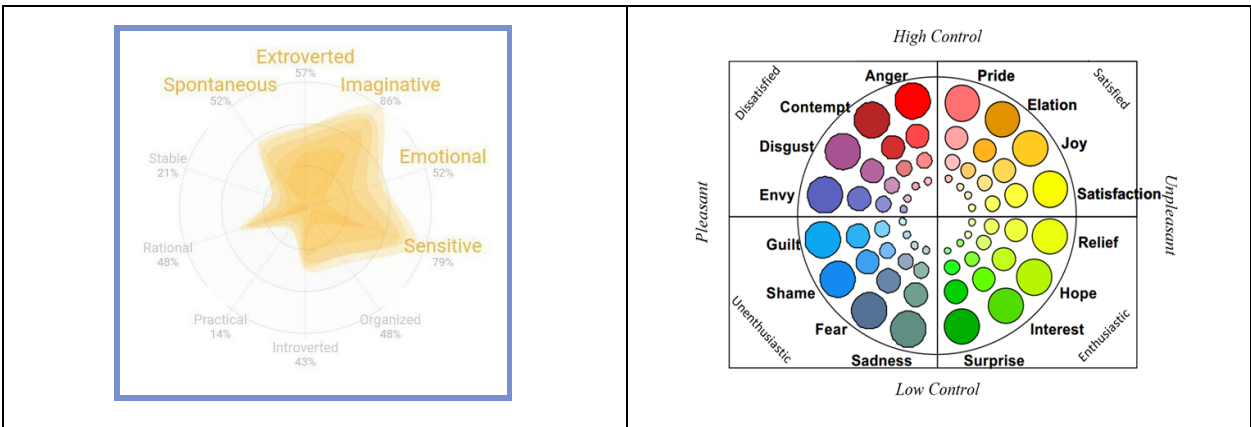 Extroverted
57%
Spontaneous
52%
Imaginative
86%
Stable
21%
Emotional
52%
Rational
48%
Sensitive
79%
Practical
14%
Organized
48%
Introverted
43%
High Control
Dissatisfied
Satisfied
Anger
Pride
Contempt
Elation
Disgust
Joy
Envy
Satisfaction
Pleasant
Unpleasant
Guilt
Relief
Shame
Hope
Fear
Interest
Sadness
Surprise
Unenthusiastic
Enthusiastic
Low Control